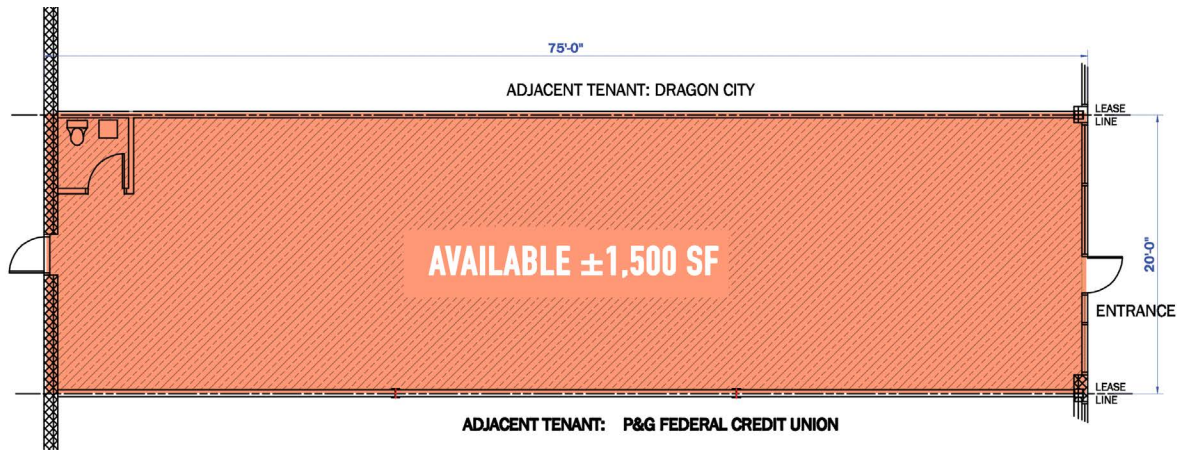 75'-0"
ADJACENT TENANT: DRAGON CITY
LEASE
LINE
AVAILABLE ±1,500 SF
20'-0"
ENTRANCE
LEASE
LINE
ADJACENT TENANT: P&G FEDERAL CREDIT UNION